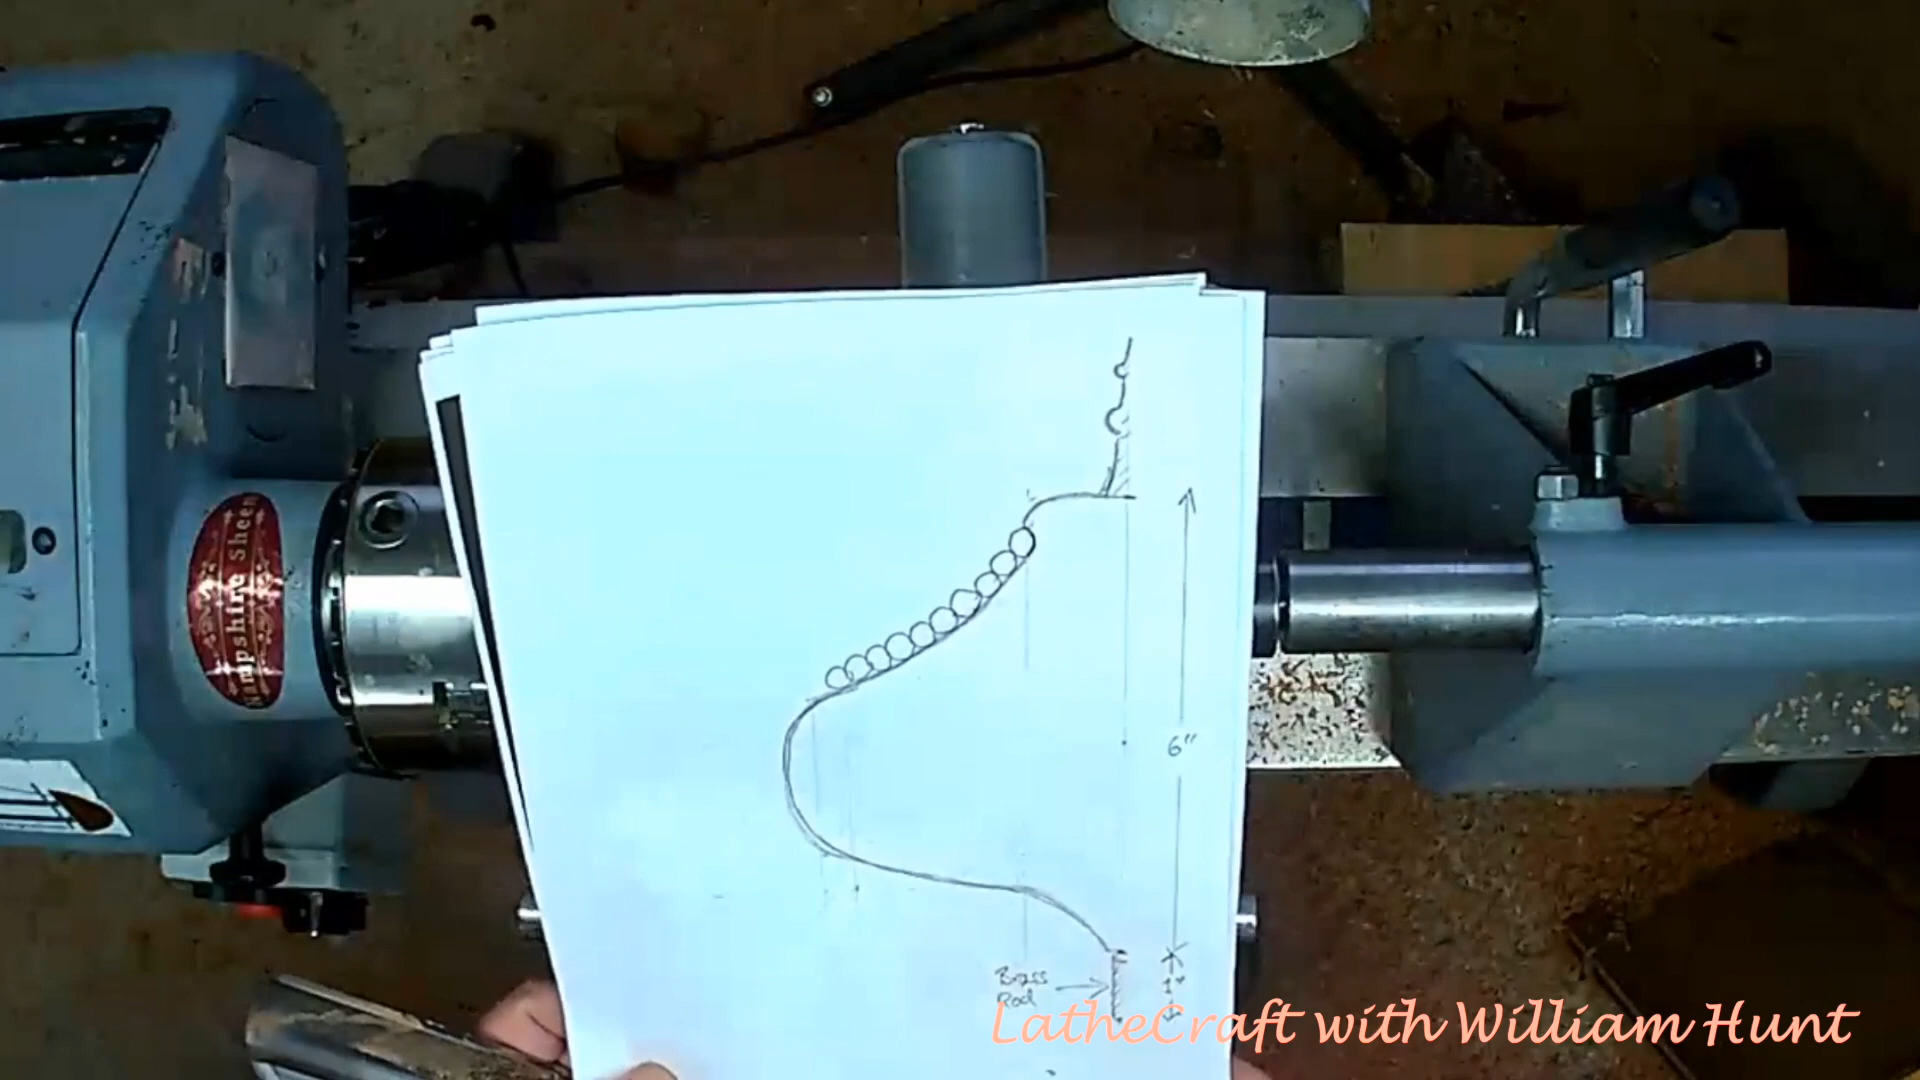 Hampshire Sheen
6"
Brass
Rod
1"
LatheCraft with William Hunt